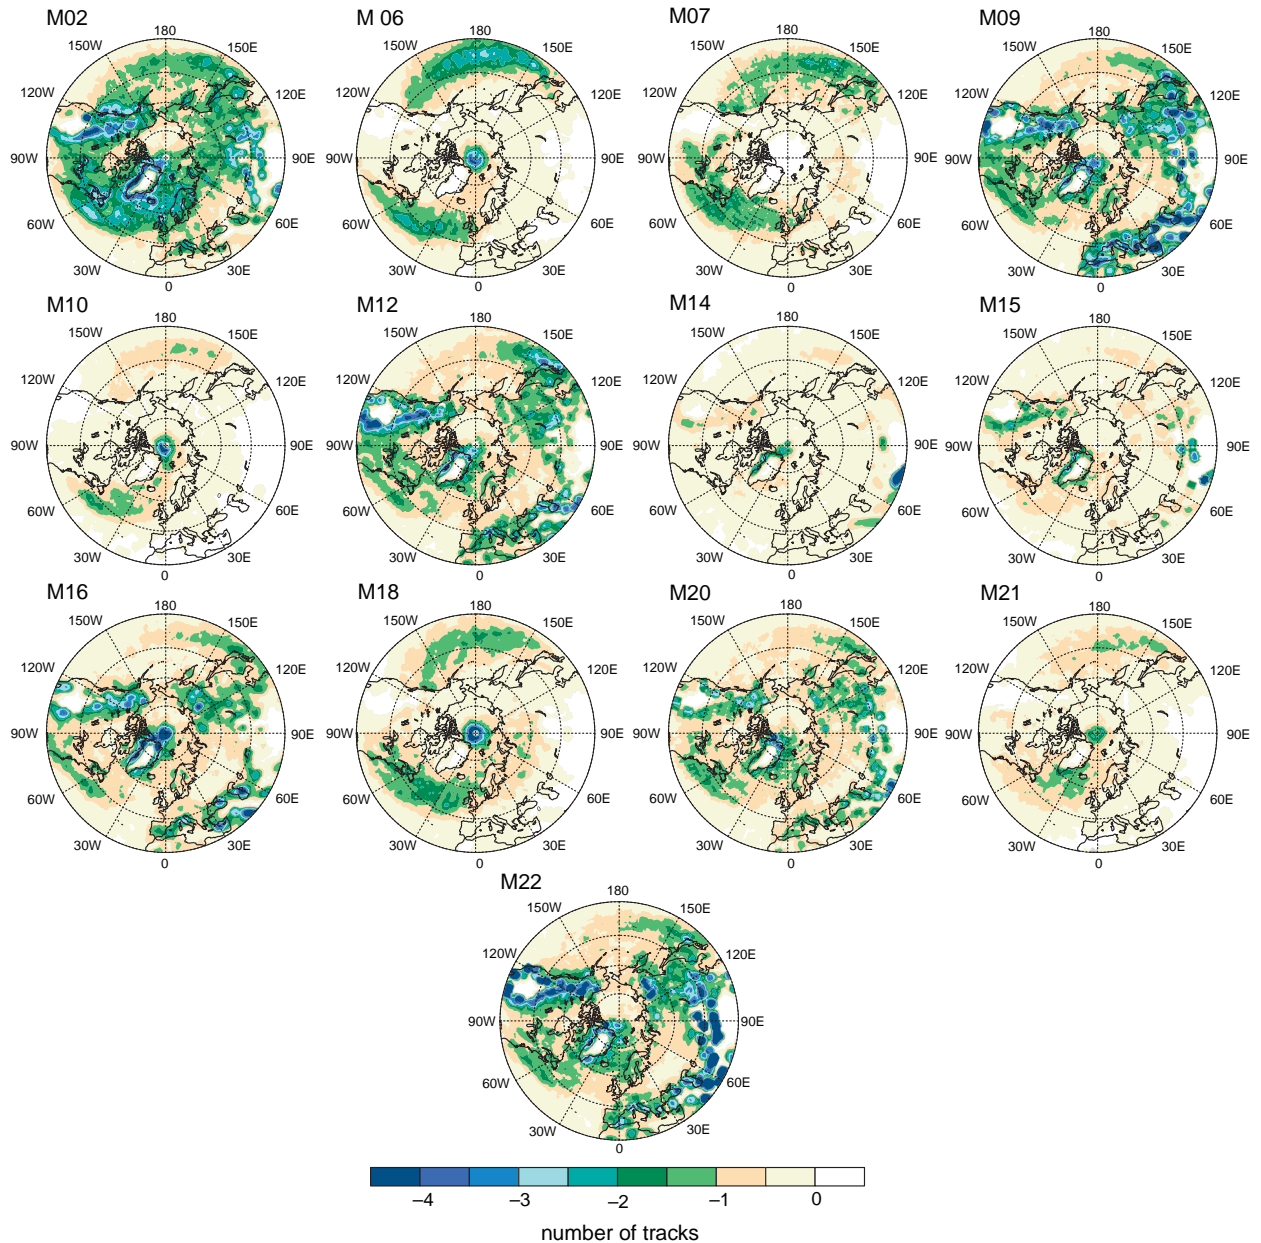 M02 M 06 M07 M09
180 180 180 180
150W 150E 150W 150E 150W 150E 150W 150E
120W 120E 120W 120E 120W 120E 120W 120E
90W 90E 90W 90E 90W 90E 90W 90E
60W 60E 60W 60E 60W 60E 60W 60E
30W 30E 30W 30E 30W 30E 30W 30E
0 0 0 0
M10 M12 M14 M15
180 180 180 180
150W 150E 150W 150E 150W 150E 150W 150E
120W 120E 120W 120E 120W 120E 120W 120E
90W 90E 90W 90E 90W 90E 90W 90E
60W 60E 60W 60E 60W 60E 60W 60E
30W 30E 30W 30E 30W 30E 30W 30E
0 0 0 0
M16 M18 M20 M21
180 180 180 180
150W 150E 150W 150E 150W 150E 150W 150E
120W 120E 120W 120E 120W 120E 120W 120E
90W 90E 90W 90E 90W 90E 90W 90E
60W 60E 60W 60E 60W 60E 60W 60E
30W 30E 30W 30E 30W 30E 30W 30E
0 0 0 0
M22
180
150W 150E
120W 120E
90W 90E
60W 60E
30W 30E
0
−4 −3 −2 −1 0
number of tracks